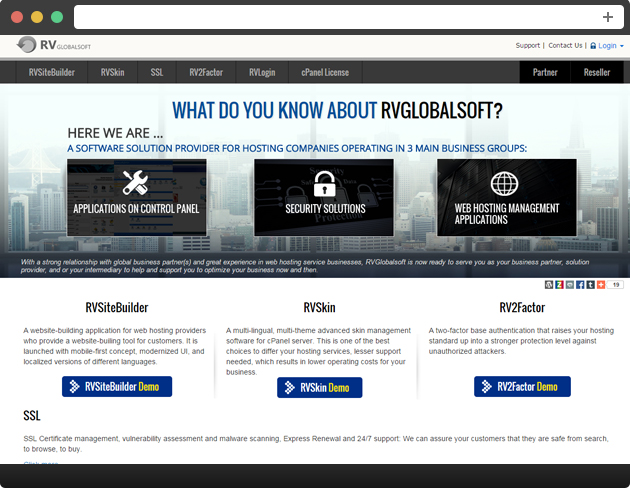 RV GLOBALSOFT
Support | Contact Us | Login
RVSiteBuilder RVSkin SSL RV2Factor RVLogin cPanel License Partner Reseller
WHAT DO YOU KNOW ABOUT RVGLOBALSOFT?
HERE WE ARE ...
A SOFTWARE SOLUTION PROVIDER FOR HOSTING COMPANIES OPERATING IN 3 MAIN BUSINESS GROUPS:
APPLICATIONS ON CONTROL PANEL
SECURITY SOLUTIONS
WEB HOSTING MANAGEMENT
APPLICATIONS
With a strong relationship with global business partner(s) and great experience in web hosting service businesses, RVGlobalsoft is now ready to serve you as your business partner, solution
provider, and or your intermediary to help and support you to optimize your business now and then.
19
RVSiteBuilder
A website-building application for web hosting providers
who provide a website-builing tool for customers. It is
launched with mobile-first concept, modernized UI, and
localized versions of different languages.
RVSiteBuilder Demo
RVSkin
A multi-lingual, multi-theme advanced skin management
software for cPanel server. This is one of the best
choices to differ your hosting services, lesser support
needed, which results in lower operating costs for your
business.
RVSkin Demo
RV2Factor
A two-factor base authentication that raises your hosting
standard up into a stronger protection level against
unauthorized attackers.
RV2Factor Demo
SSL
SSL Certificate management, vulnerability assessment and malware scanning, Express Renewal and 24/7 support: We can assure your customers that they are safe from search,
to browse, to buy.